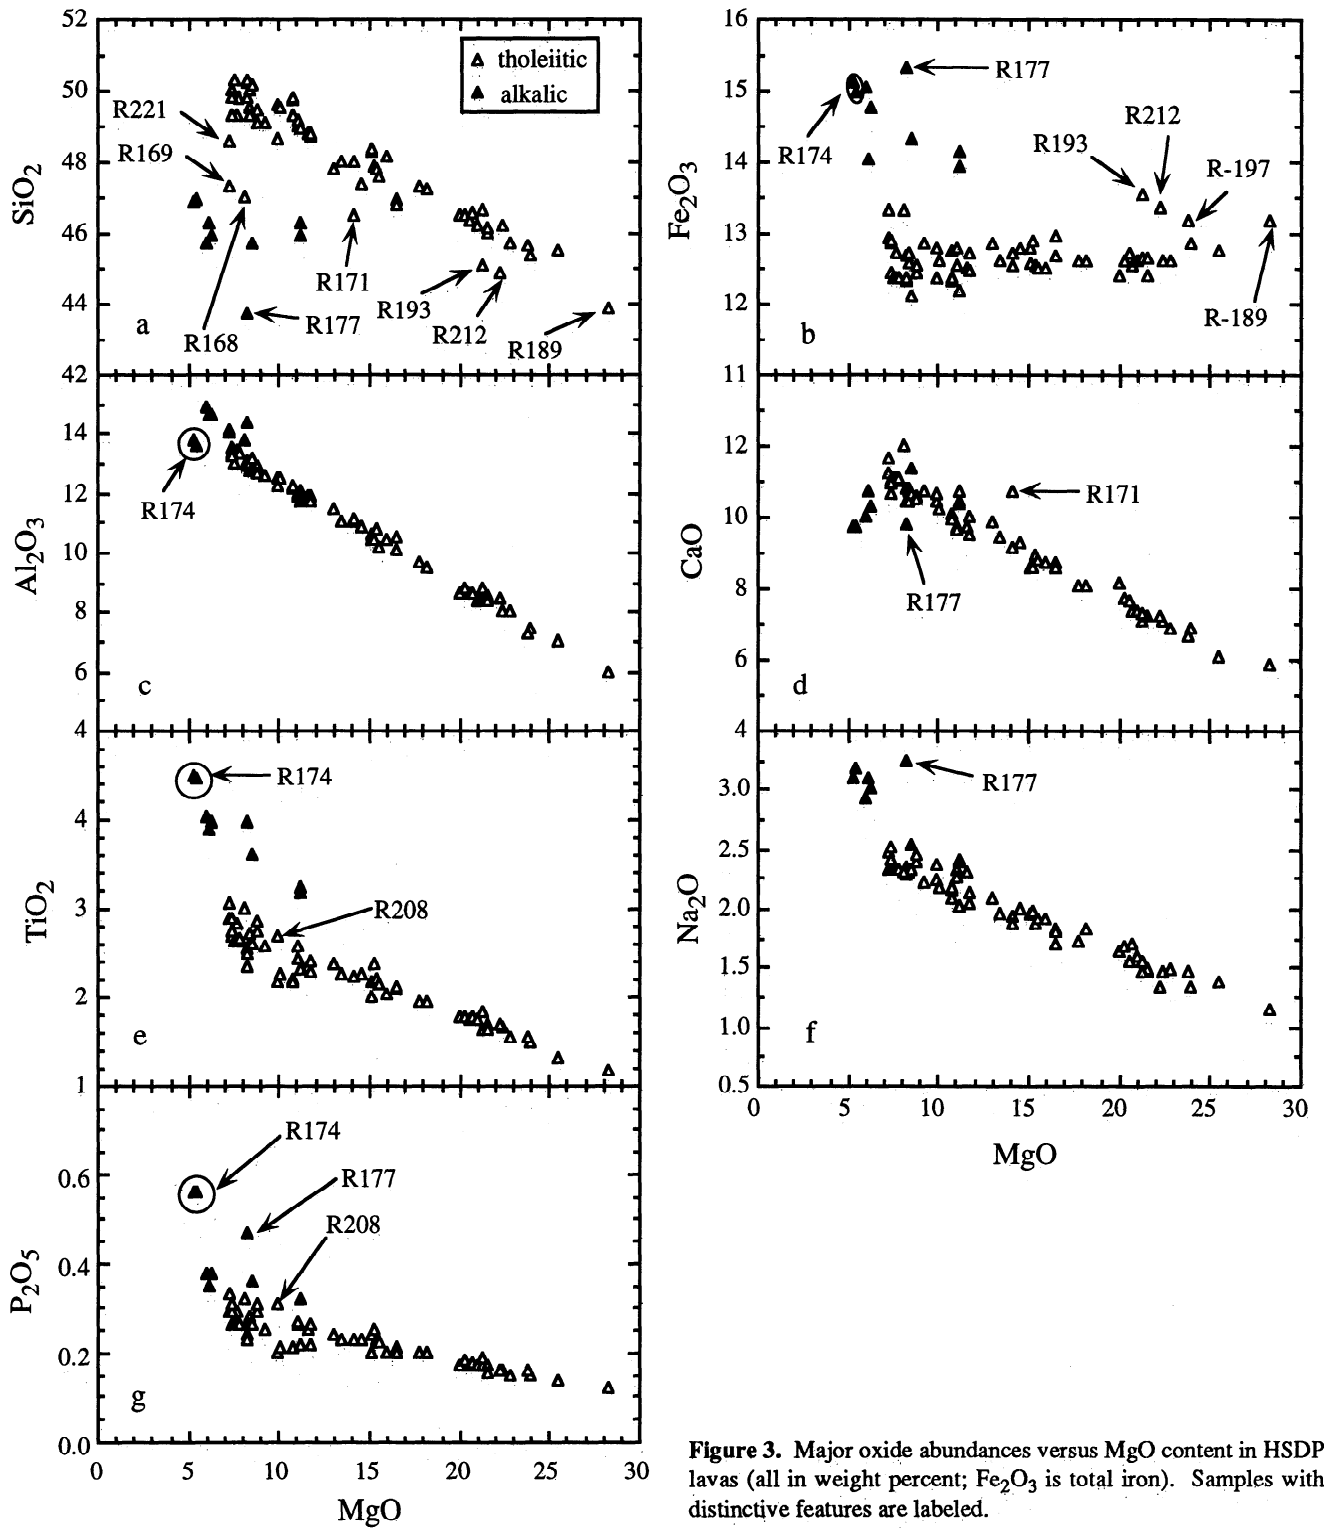 52
50
48
46
44
42
SiO2
tholeiitic
alkalic
R221
R169
R168
R177
R171
R193
R212
R189
a
16
15
14
13
12
11
Fe2O3
R177
R174
R193
R212
R-197
R-189
b
14
12
10
8
6
4
Al2O3
R174
c
12
10
8
6
4
CaO
R171
R177
d
4
3
2
1
TiO2
R174
R208
e
3.0
2.5
2.0
1.5
1.0
0.5
Na2O
R177
f
0 5 10 15 20 25 30
MgO
0.6
0.4
0.2
0.0
P2O5
R174
R177
R208
g
0 5 10 15 20 25 30
MgO
Figure 3. Major oxide abundances versus MgO content in HSDP
lavas (all in weight percent; Fe2O3 is total iron). Samples with
distinctive features are labeled.